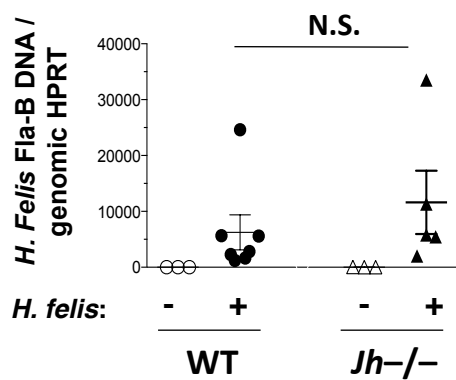 N.S.
H. Felis Fla-B DNA /
genomic HPRT
40000
30000
20000
10000
0
H. felis: - + - +
WT Jh−/−